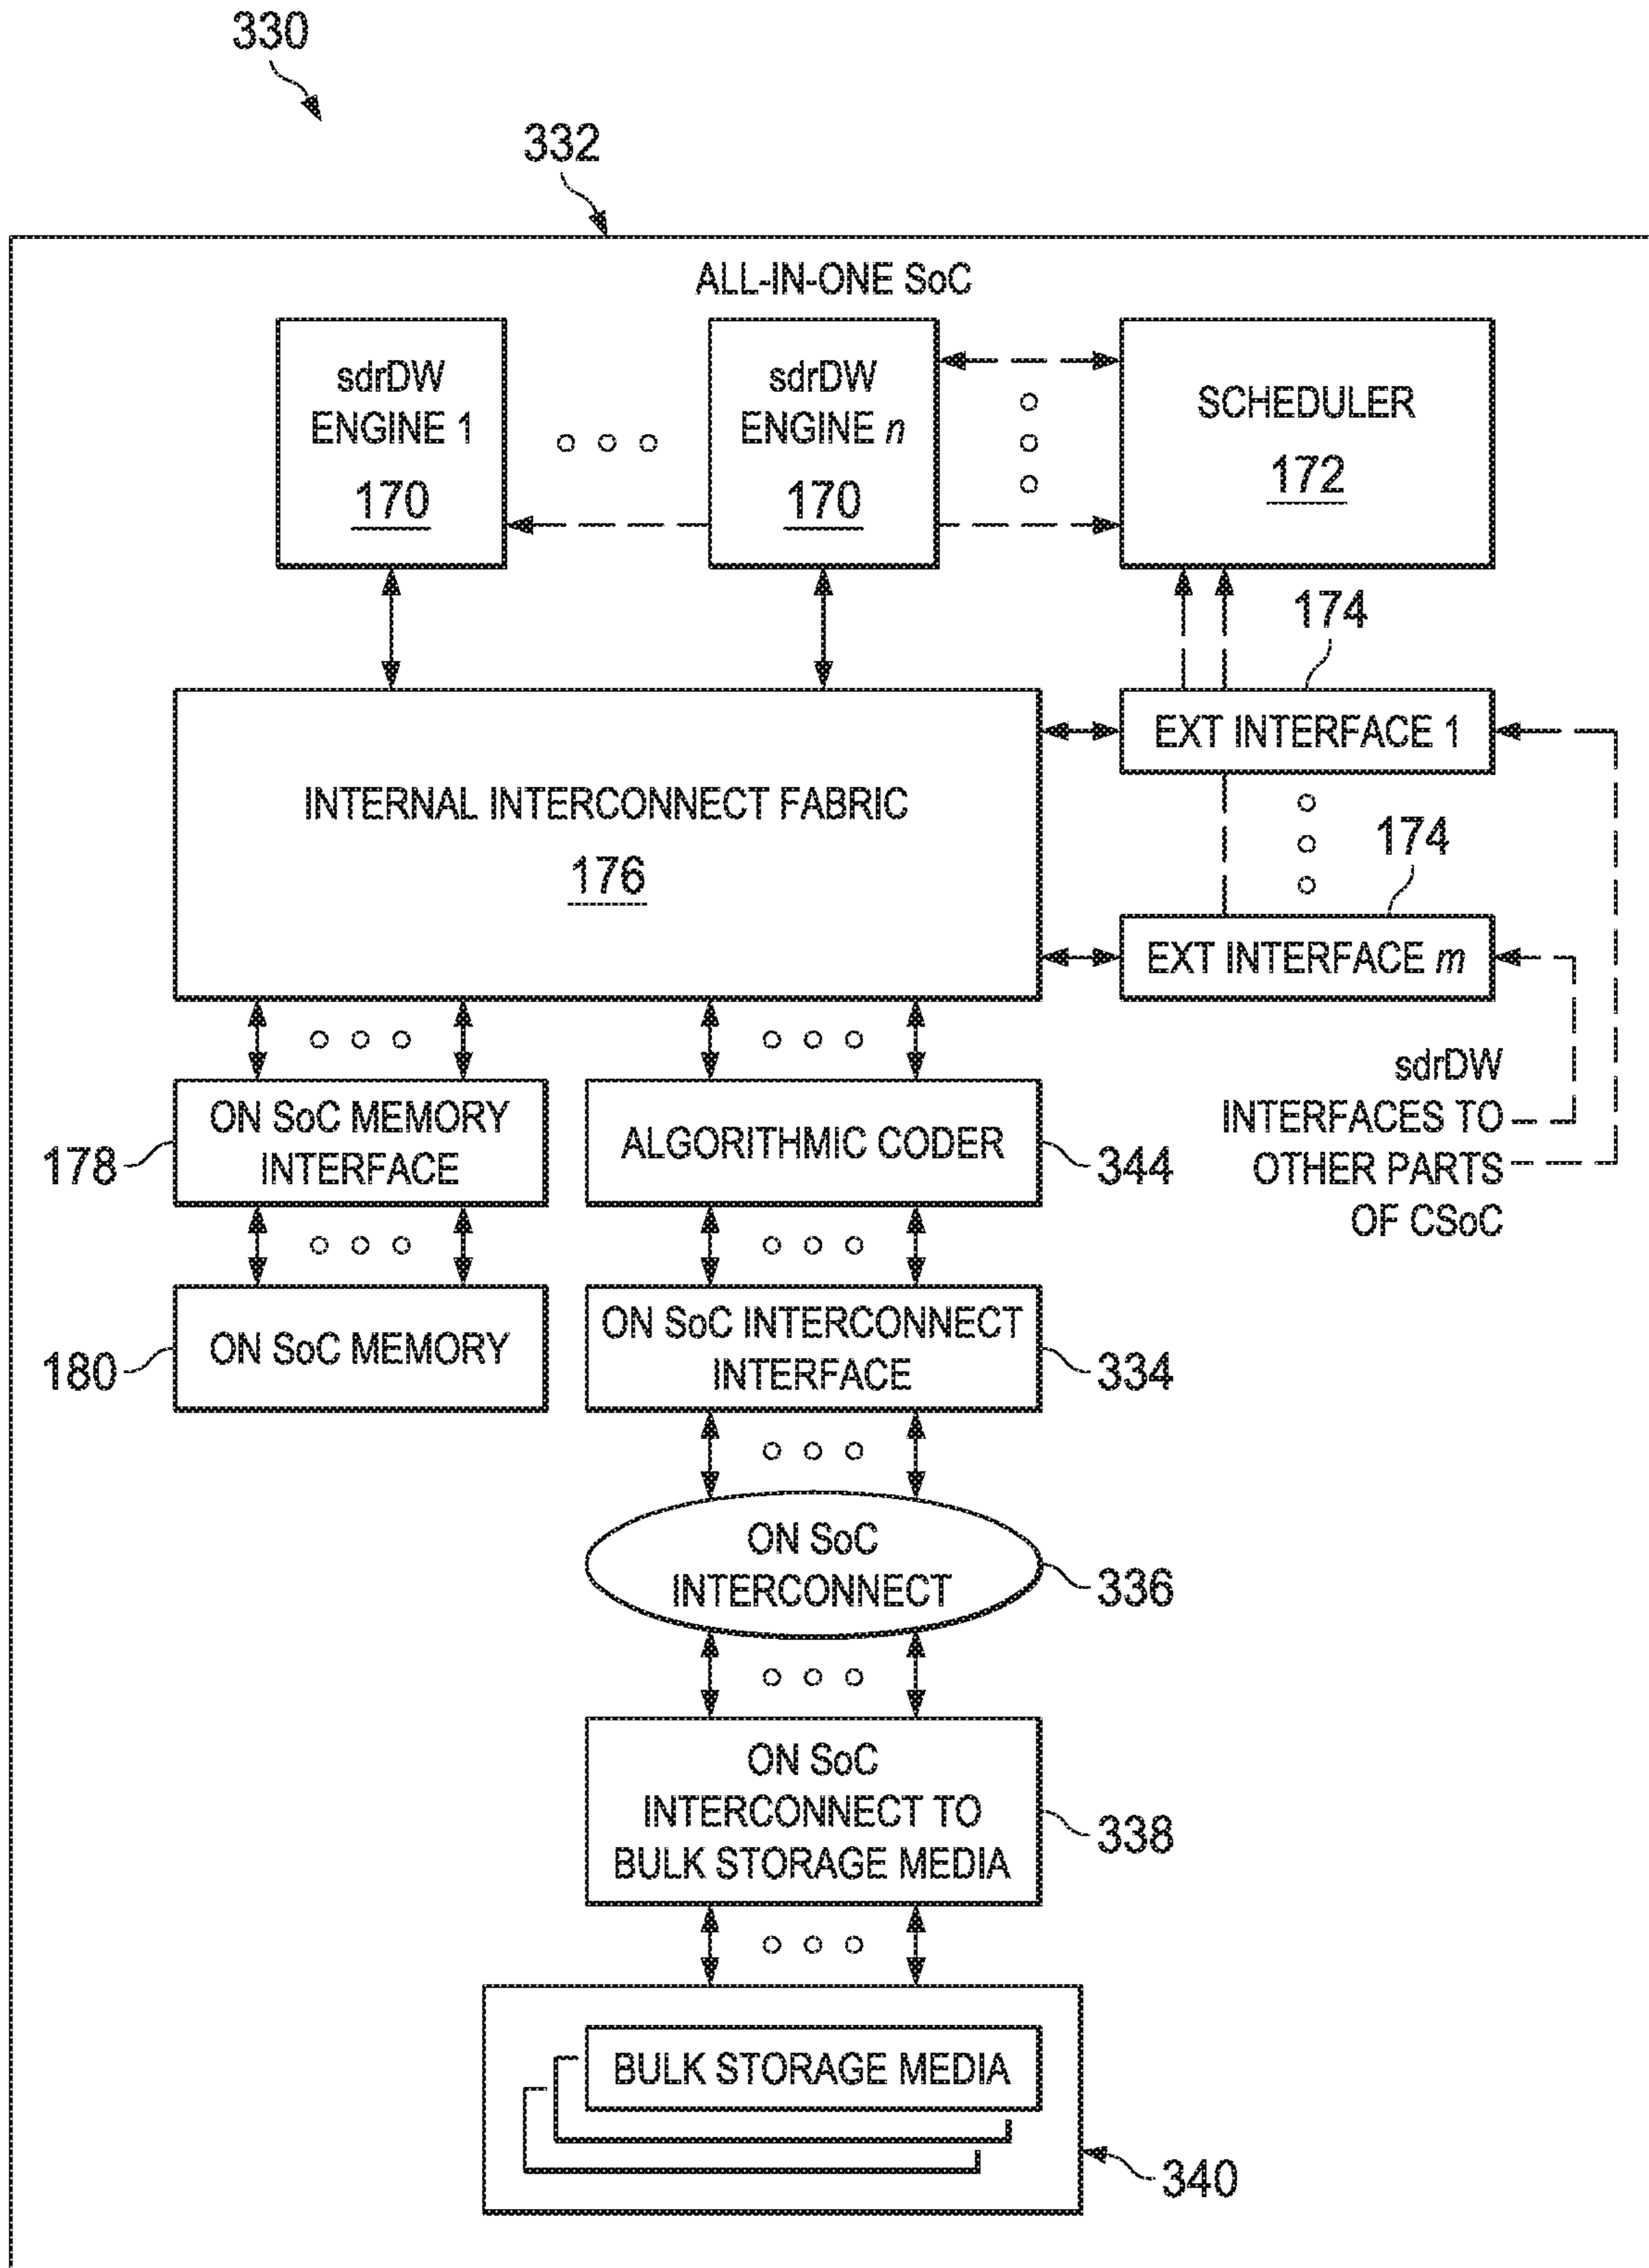 330
332
ALL-IN-ONE SoC
sdrDW
ENGINE 1
170
sdrDW
ENGINE n
170
SCHEDULER
172
174
EXT INTERFACE 1
INTERNAL INTERCONNECT FABRIC
176
174
EXT INTERFACE m
sdrDW
INTERFACES TO
OTHER PARTS
OF CSoC
ON SoC MEMORY
INTERFACE
178
ALGORITHMIC CODER
344
ON SoC MEMORY
180
ON SoC INTERCONNECT
INTERFACE
334
ON SoC
INTERCONNECT
336
ON SoC
INTERCONNECT TO
BULK STORAGE MEDIA
338
BULK STORAGE MEDIA
340